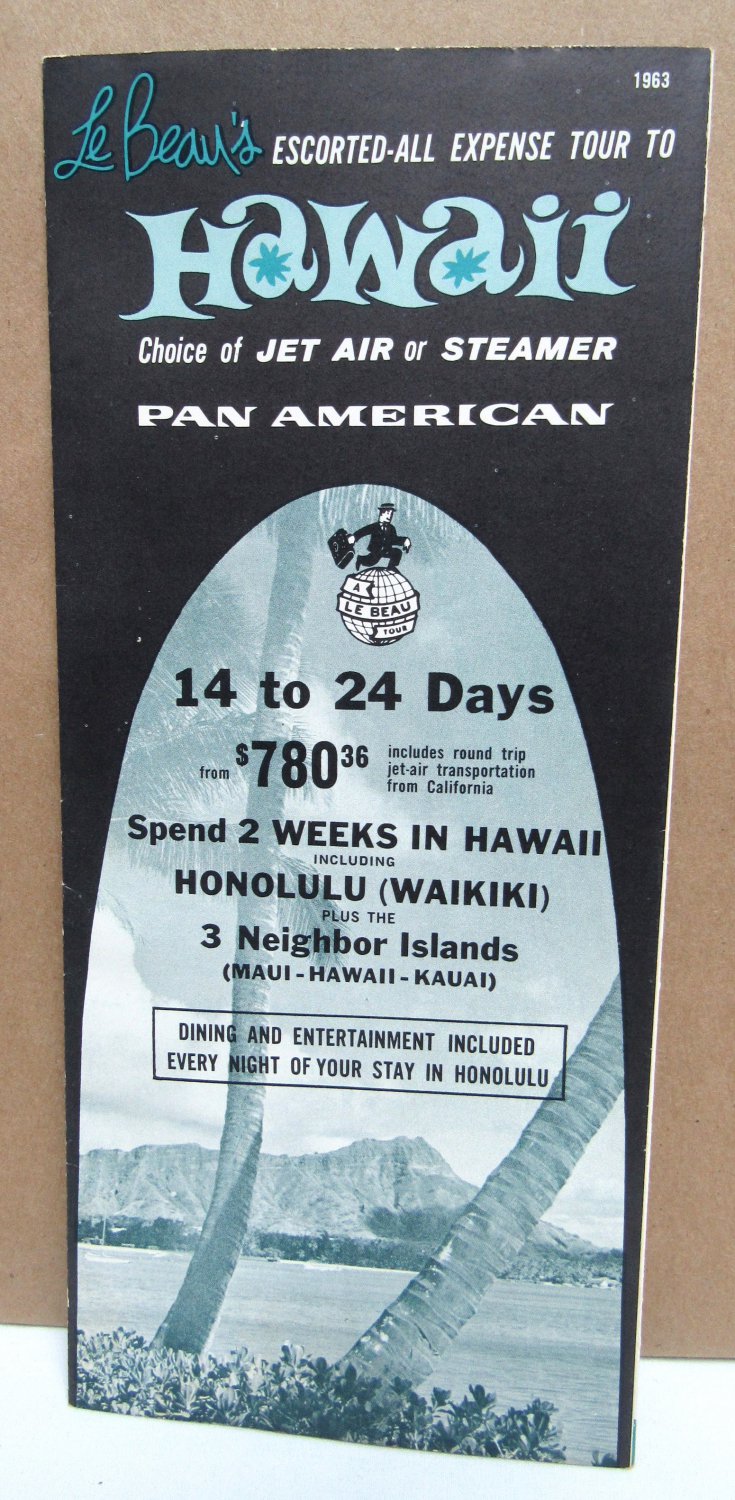 1963
Le Beau's ESCORTED-ALL EXPENSE TOUR TO
Hawaii
Choice of JET AIR or STEAMER
PAN AMERICAN
A
LE BEAU
TOUR
14 to 24 Days
from $780.36 includes round trip
jet-air transportation
from California
Spend 2 WEEKS IN HAWAII
INCLUDING
HONOLULU (WAIKIKI)
PLUS THE
3 Neighbor Islands
(MAUI - HAWAII - KAUAI)
DINING AND ENTERTAINMENT INCLUDED
EVERY NIGHT OF YOUR STAY IN HONOLULU